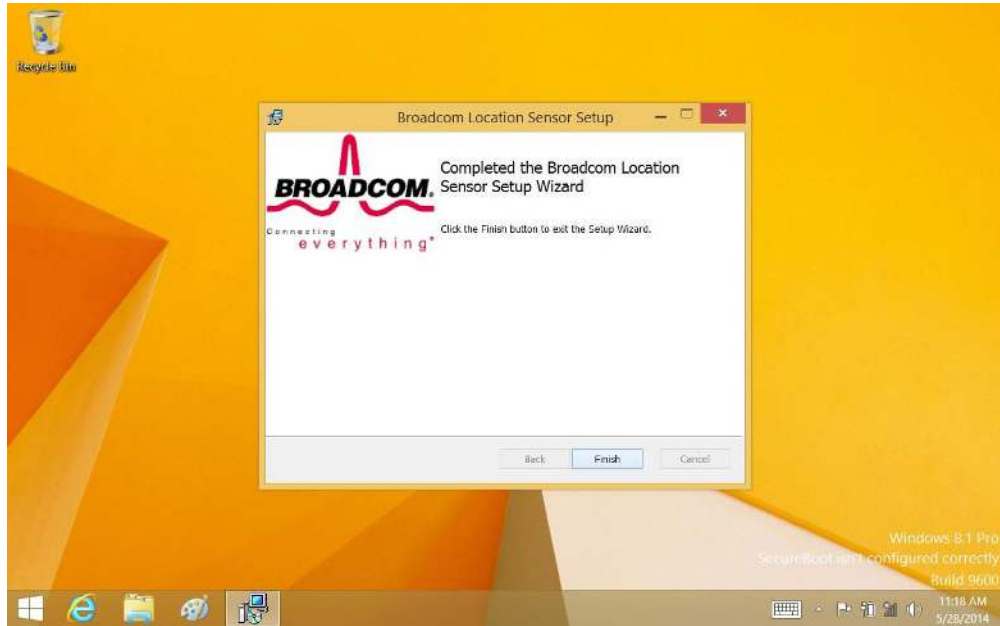 Recycle Bin
Broadcom Location Sensor Setup
BROADCOM.
Connecting
everything
Completed the Broadcom Location
Sensor Setup Wizard
Click the Finish button to exit the Setup Wizard.
Back
Finish
Cancel
Windows 8.1 Pro
SecureBoot isn't configured correctly
Build 9600
11:18 AM
5/28/2014